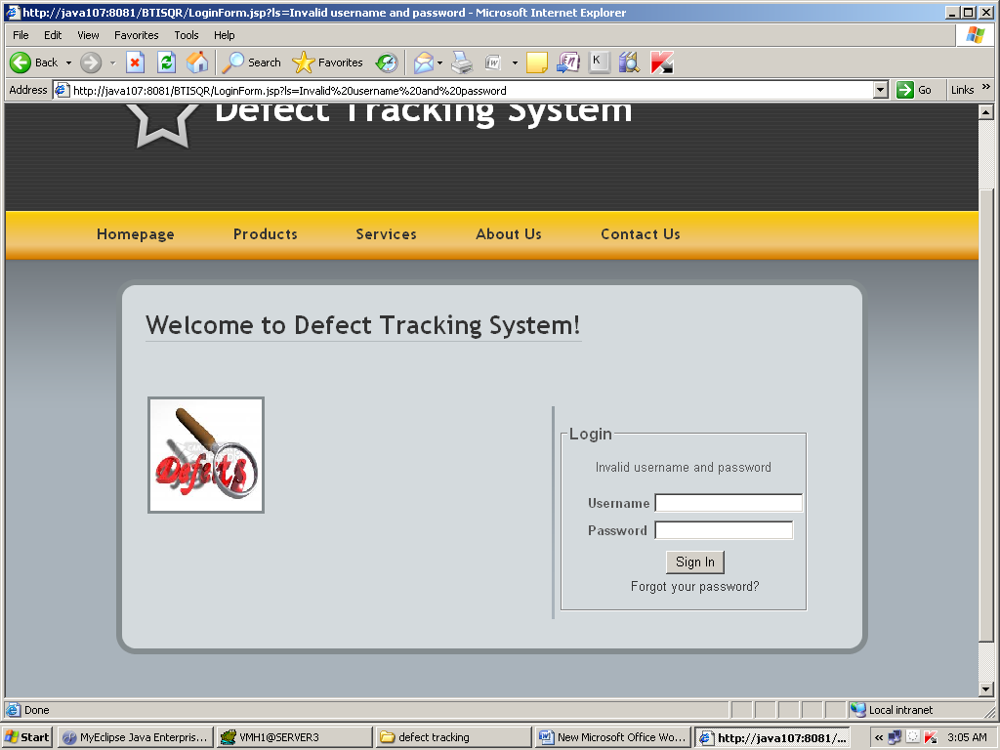 http://java107:8081/BTISQR/LoginForm.jsp?ls=Invalid username and password - Microsoft Internet Explorer
File Edit View Favorites Tools Help
Back Search Favorites
Address http://java107:8081/BTISQR/LoginForm.jsp?ls=Invalid%20username%20and%20password Go Links »
Defect Tracking System
Homepage Products Services About Us Contact Us
Welcome to Defect Tracking System!
Defects
Login
Invalid username and password
Username
Password
Sign In
Forgot your password?
Done Local intranet
Start MyEclipse Java Enterpris... VMH1@SERVER3 defect tracking New Microsoft Office Wo... http://java107:8081/... « 3:05 AM